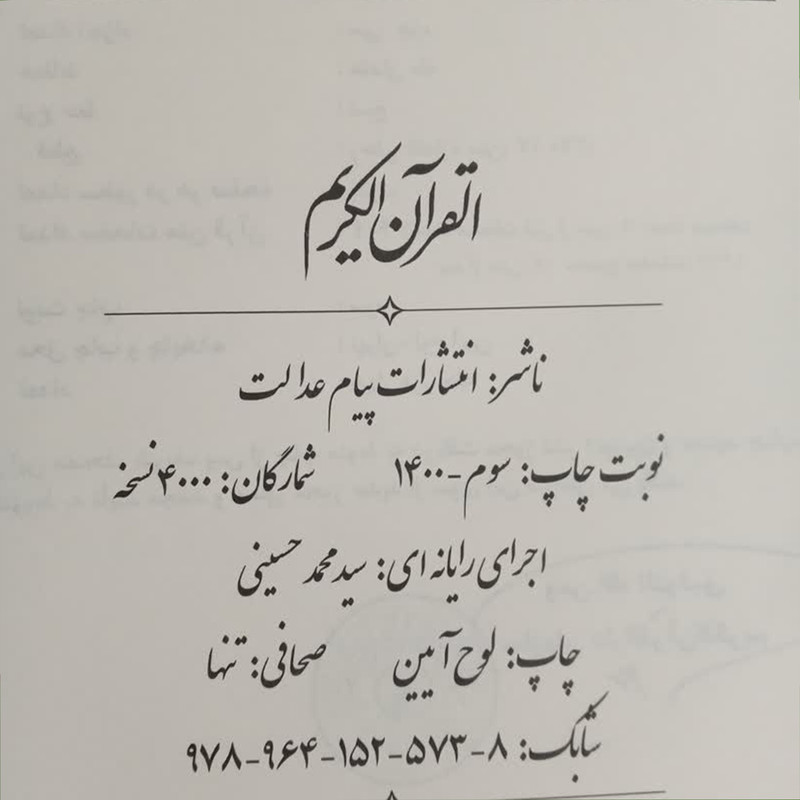 القرآن الکریم
ناشر: انتشارات پیام عدالت
نوبت چاپ: سوم-۱۴۰۰ شمارگان: ۴۰۰۰ نسخه
اجرای رایانه ای: سید محمد حسینی
چاپ: لوح آیین صحافی: تنها
شابک: ۸-۵۷۳-۱۵۲-۹۶۴-۹۷۸